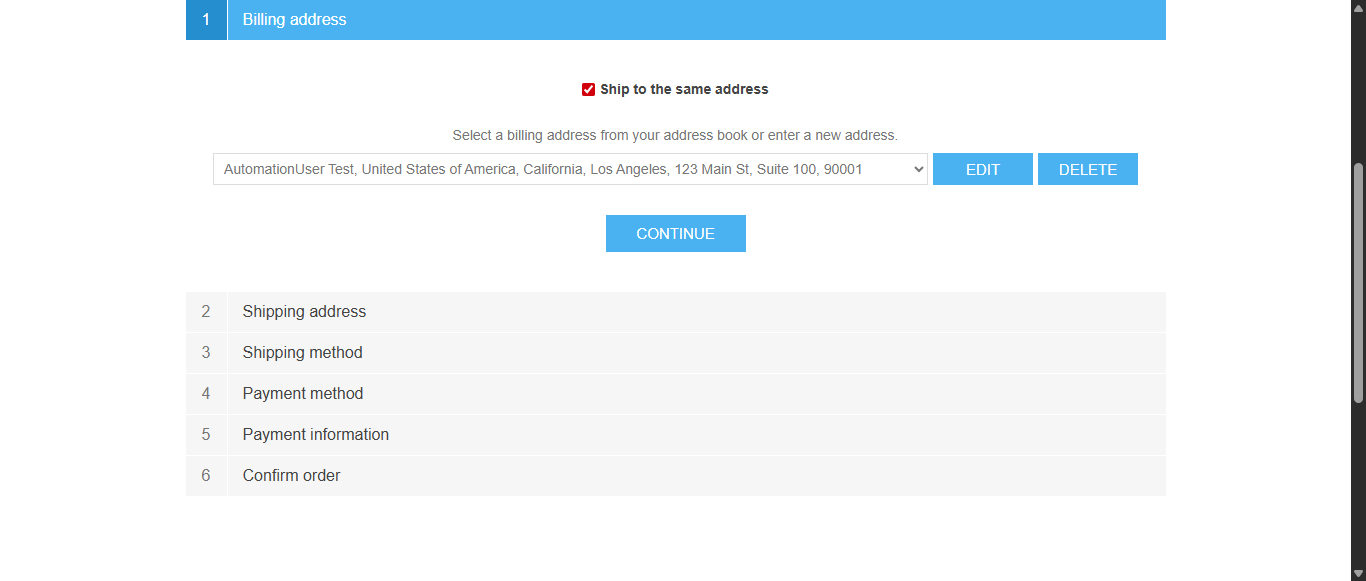 1 Billing address
Ship to the same address
Select a billing address from your address book or enter a new address.
AutomationUser Test, United States of America, California, Los Angeles, 123 Main St, Suite 100, 90001 EDIT DELETE
CONTINUE
2 Shipping address
3 Shipping method
4 Payment method
5 Payment information
6 Confirm order